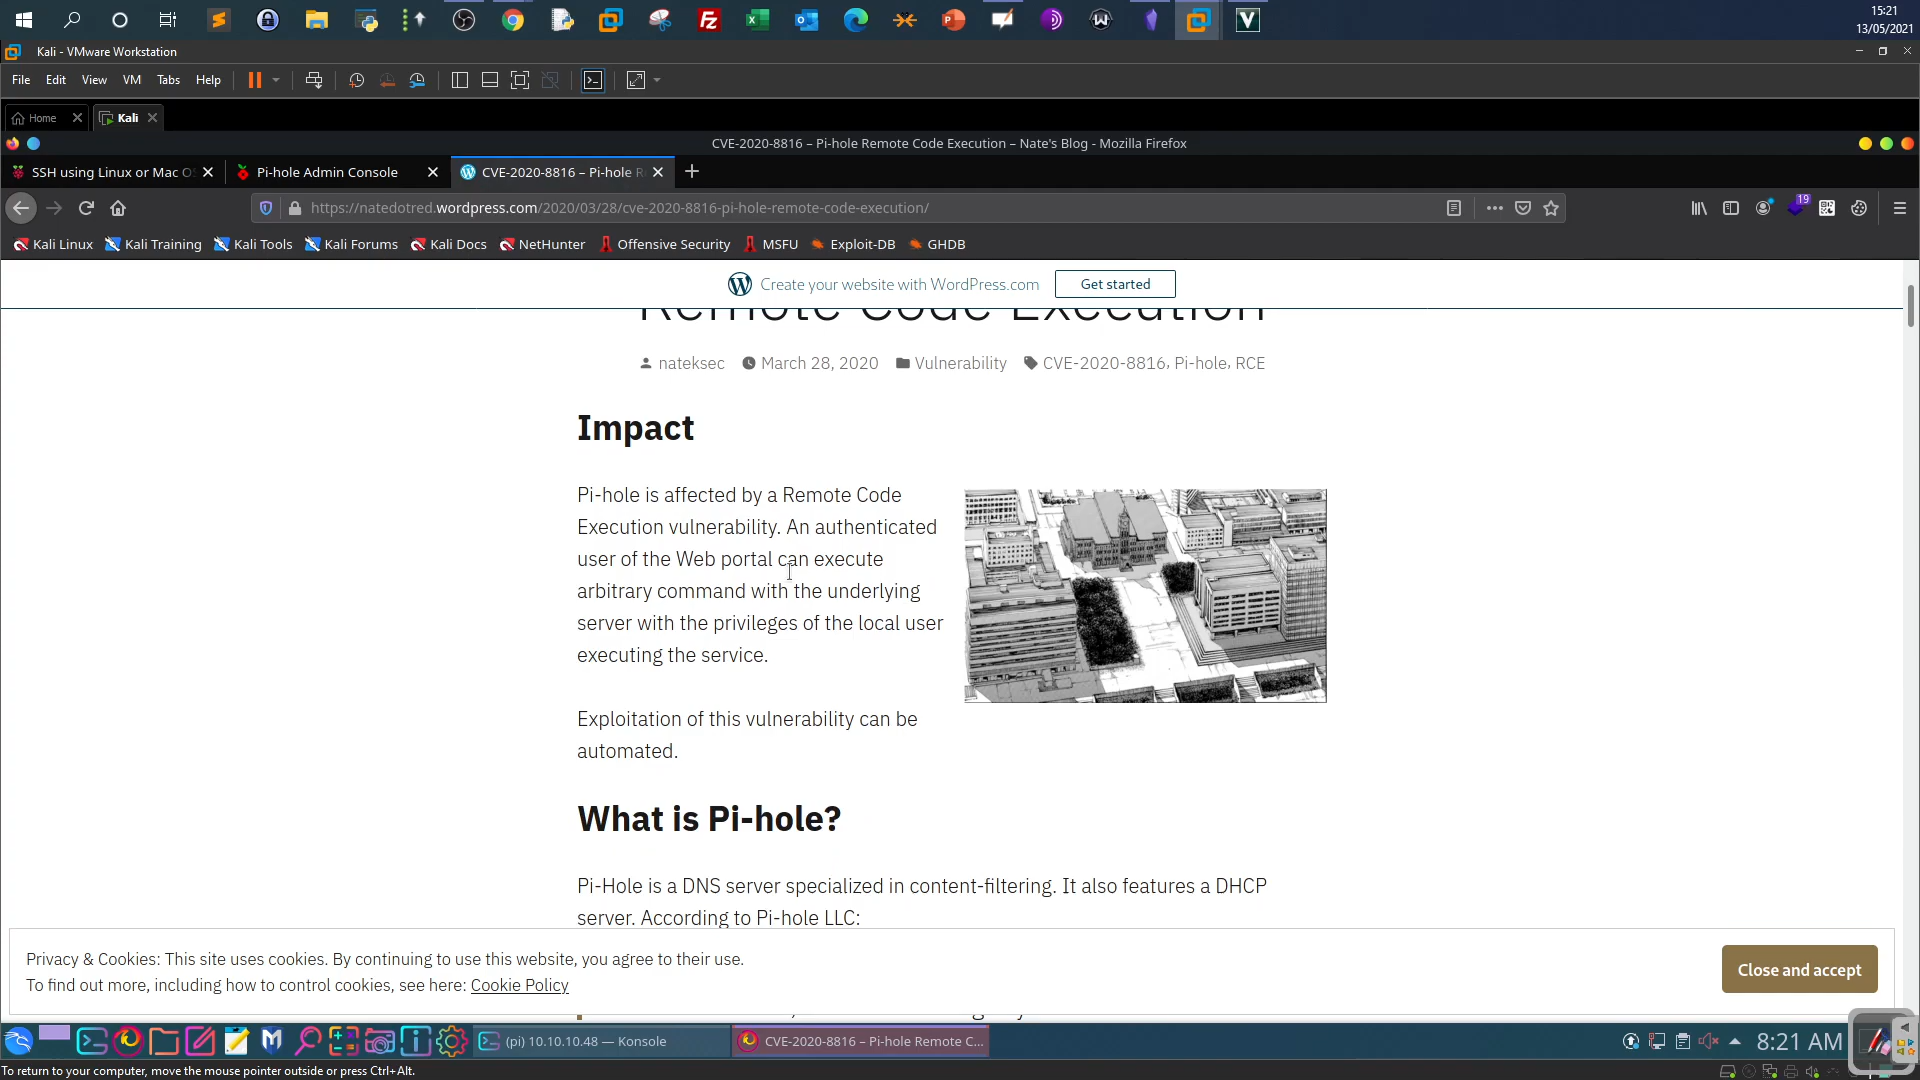 15:21
13/05/2021
Kali - VMware Workstation
File Edit View VM Tabs Help
Home Kali
CVE-2020-8816 – Pi-hole Remote Code Execution – Nate's Blog - Mozilla Firefox
SSH using Linux or Mac O
Pi-hole Admin Console
CVE-2020-8816 – Pi-hole R
https://natedotred.wordpress.com/2020/03/28/cve-2020-8816-pi-hole-remote-code-execution/
19
Kali Linux Kali Training Kali Tools Kali Forums Kali Docs NetHunter Offensive Security MSFU Exploit-DB GHDB
Create your website with WordPress.com Get started
Remote Code Execution
nateksec March 28, 2020 Vulnerability CVE-2020-8816, Pi-hole, RCE
Impact
Pi-hole is affected by a Remote Code
Execution vulnerability. An authenticated
user of the Web portal can execute
arbitrary command with the underlying
server with the privileges of the local user
executing the service.
Exploitation of this vulnerability can be
automated.
What is Pi-hole?
Pi-Hole is a DNS server specialized in content-filtering. It also features a DHCP
server. According to Pi-hole LLC:
Privacy & Cookies: This site uses cookies. By continuing to use this website, you agree to their use.
To find out more, including how to control cookies, see here: Cookie Policy
Close and accept
(pi) 10.10.10.48 — Konsole
CVE-2020-8816 – Pi-hole Remote C...
8:21 AM
To return to your computer, move the mouse pointer outside or press Ctrl+Alt.